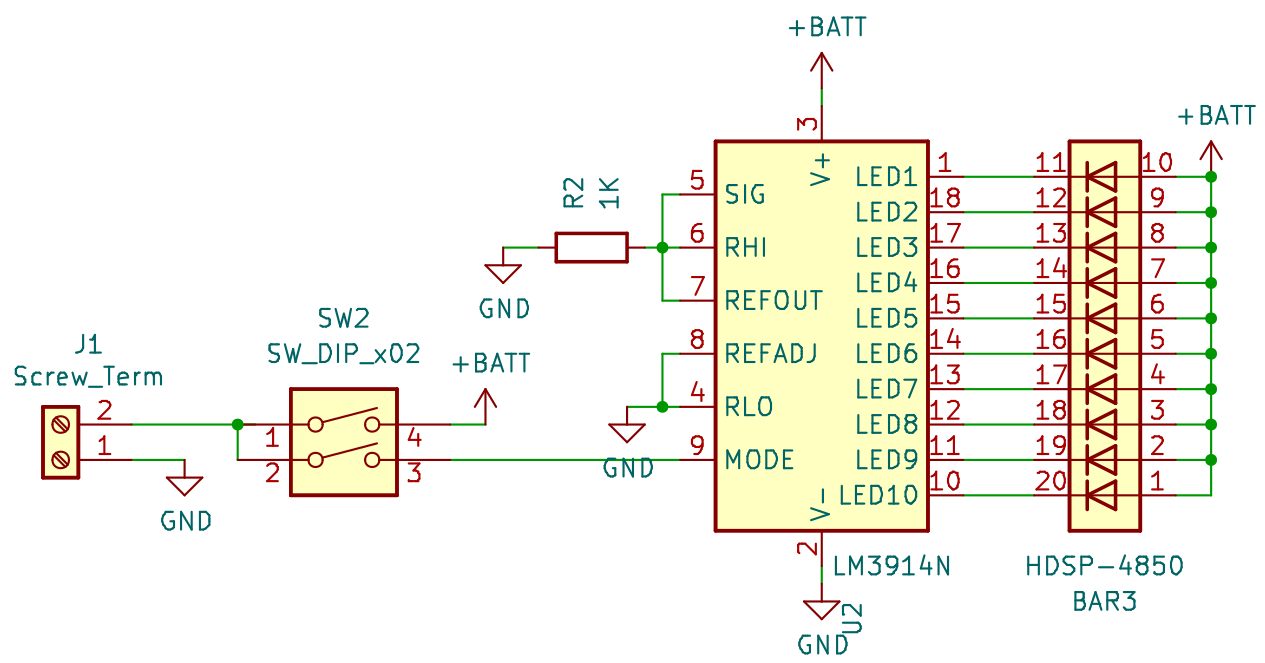 +BATT
3
+BATT
V+
R2
1K
5
SIG
6
RHI
7
REFOUT
8
REFADJ
4
RLO
9
MODE
V-
LED1
1
11
10
LED2
18
12
9
LED3
17
13
8
LED4
16
14
7
LED5
15
15
6
LED6
14
16
5
LED7
13
17
4
LED8
12
18
3
LED9
11
19
2
LED10
10
20
1
GND
SW2
SW_DIP_x02
+BATT
J1
Screw_Term
2
1
1
2
4
3
GND
GND
2
LM3914N
U2
GND
HDSP-4850
BAR3